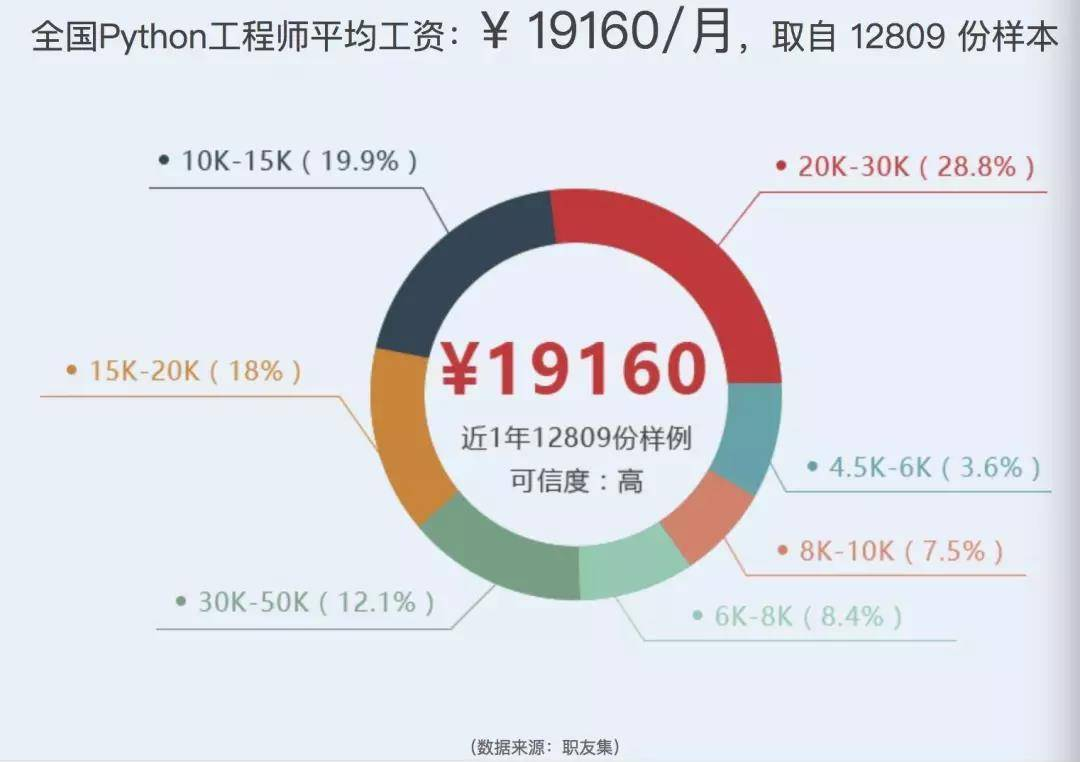 全国Python工程师平均工资：￥ 19160/月，取自 12809 份样本
• 10K-15K ( 19.9% )
• 20K-30K ( 28.8% )
• 15K-20K ( 18% )
¥19160
近1年12809份样例
可信度：高
• 4.5K-6K ( 3.6% )
• 8K-10K ( 7.5% )
• 30K-50K ( 12.1% )
• 6K-8K ( 8.4% )
（数据来源：职友集）